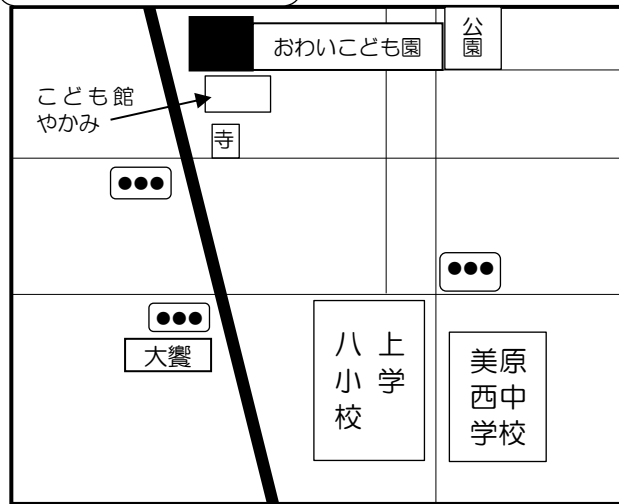 おわいこども園
公園
こども館
やかみ
寺
大饗
八上
小学
校
美原
西中
学校